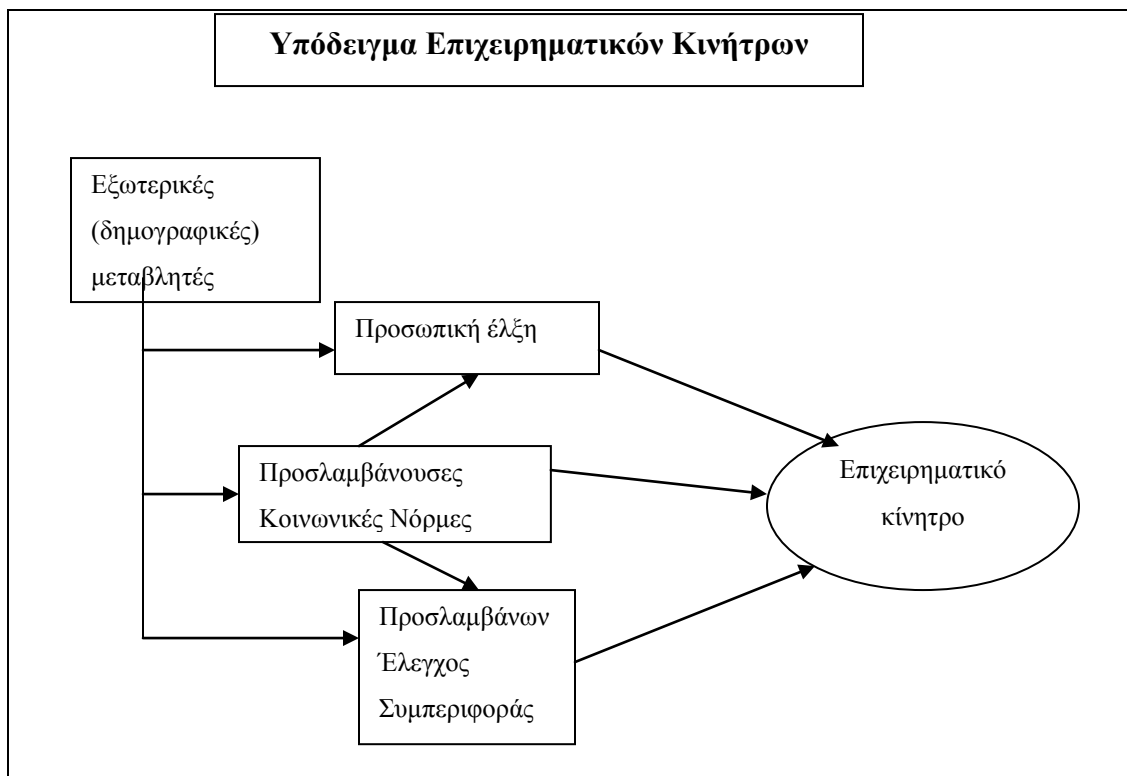 Υπόδειγμα Επιχειρηματικών Κινήτρων
Εξωτερικές
(δημογραφικές)
μεταβλητές
Προσωπική έλξη
Προσλαμβάνουσες
Κοινωνικές Νόρμες
Προσλαμβάνων
Έλεγχος
Συμπεριφοράς
Επιχειρηματικό
κίνητρο